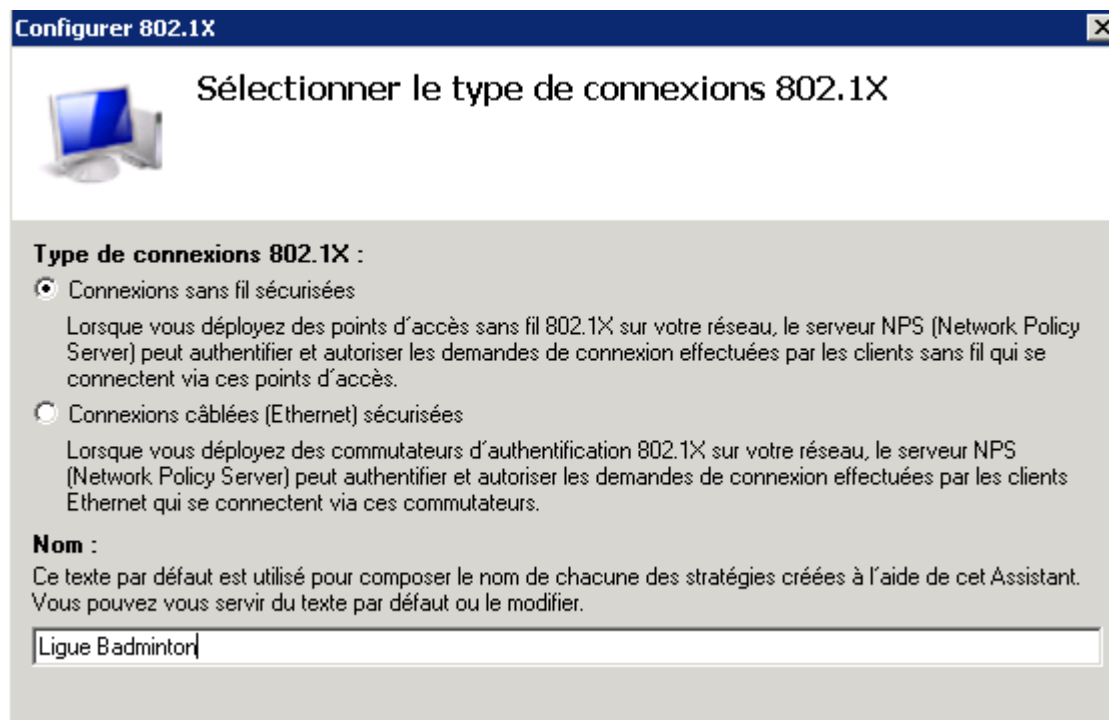 Configurer 802.1X
Sélectionner le type de connexions 802.1X
Type de connexions 802.1X :
Connexions sans fil sécurisées
Lorsque vous déployez des points d´accès sans fil 802.1X sur votre réseau, le serveur NPS (Network Policy
Server) peut authentifier et autoriser les demandes de connexion effectuées par les clients sans fil qui se
connectent via ces points d´accès.
Connexions câblées (Ethernet) sécurisées
Lorsque vous déployez des commutateurs d´authentification 802.1X sur votre réseau, le serveur NPS
(Network Policy Server) peut authentifier et autoriser les demandes de connexion effectuées par les clients
Ethernet qui se connectent via ces commutateurs.
Nom :
Ce texte par défaut est utilisé pour composer le nom de chacune des stratégies créées à l´aide de cet Assistant.
Vous pouvez vous servir du texte par défaut ou le modifier.
Ligue Badminton